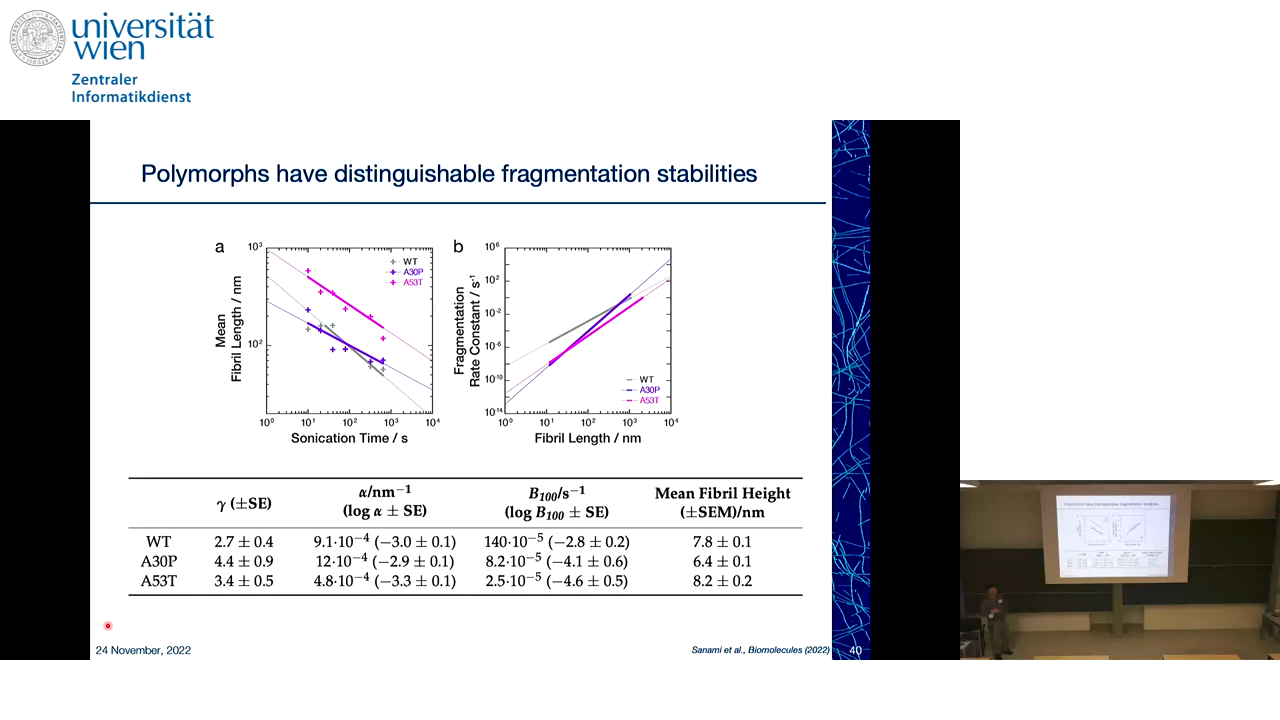 universität
wien
Zentraler
Informatikdienst
Polymorphs have distinguishable fragmentation stabilities
a
10³
10²
Mean
Fibril Length / nm
WT
A30P
A53T
10⁰ 10¹ 10² 10³ 10⁴
Sonication Time / s
b
10⁶
10²
10⁻²
10⁻⁶
10⁻¹⁰
10⁻¹⁴
Fragmentation
Rate Constant / s⁻¹
WT
A30P
A53T
10⁰ 10¹ 10² 10³ 10⁴
Fibril Length / nm
γ (±SE) α/nm⁻¹ (log α ± SE) B₁₀₀/s⁻¹ (log B₁₀₀ ± SE) Mean Fibril Height (±SEM)/nm
WT 2.7 ± 0.4 9.1·10⁻⁴ (−3.0 ± 0.1) 140·10⁻⁵ (−2.8 ± 0.2) 7.8 ± 0.1
A30P 4.4 ± 0.9 12·10⁻⁴ (−2.9 ± 0.1) 8.2·10⁻⁵ (−4.1 ± 0.6) 6.4 ± 0.1
A53T 3.4 ± 0.5 4.8·10⁻⁴ (−3.3 ± 0.1) 2.5·10⁻⁵ (−4.6 ± 0.5) 8.2 ± 0.2
24 November, 2022
Sanami et al., Biomolecules (2022)
40
Polymorphs have distinguishable fragmentation stabilities